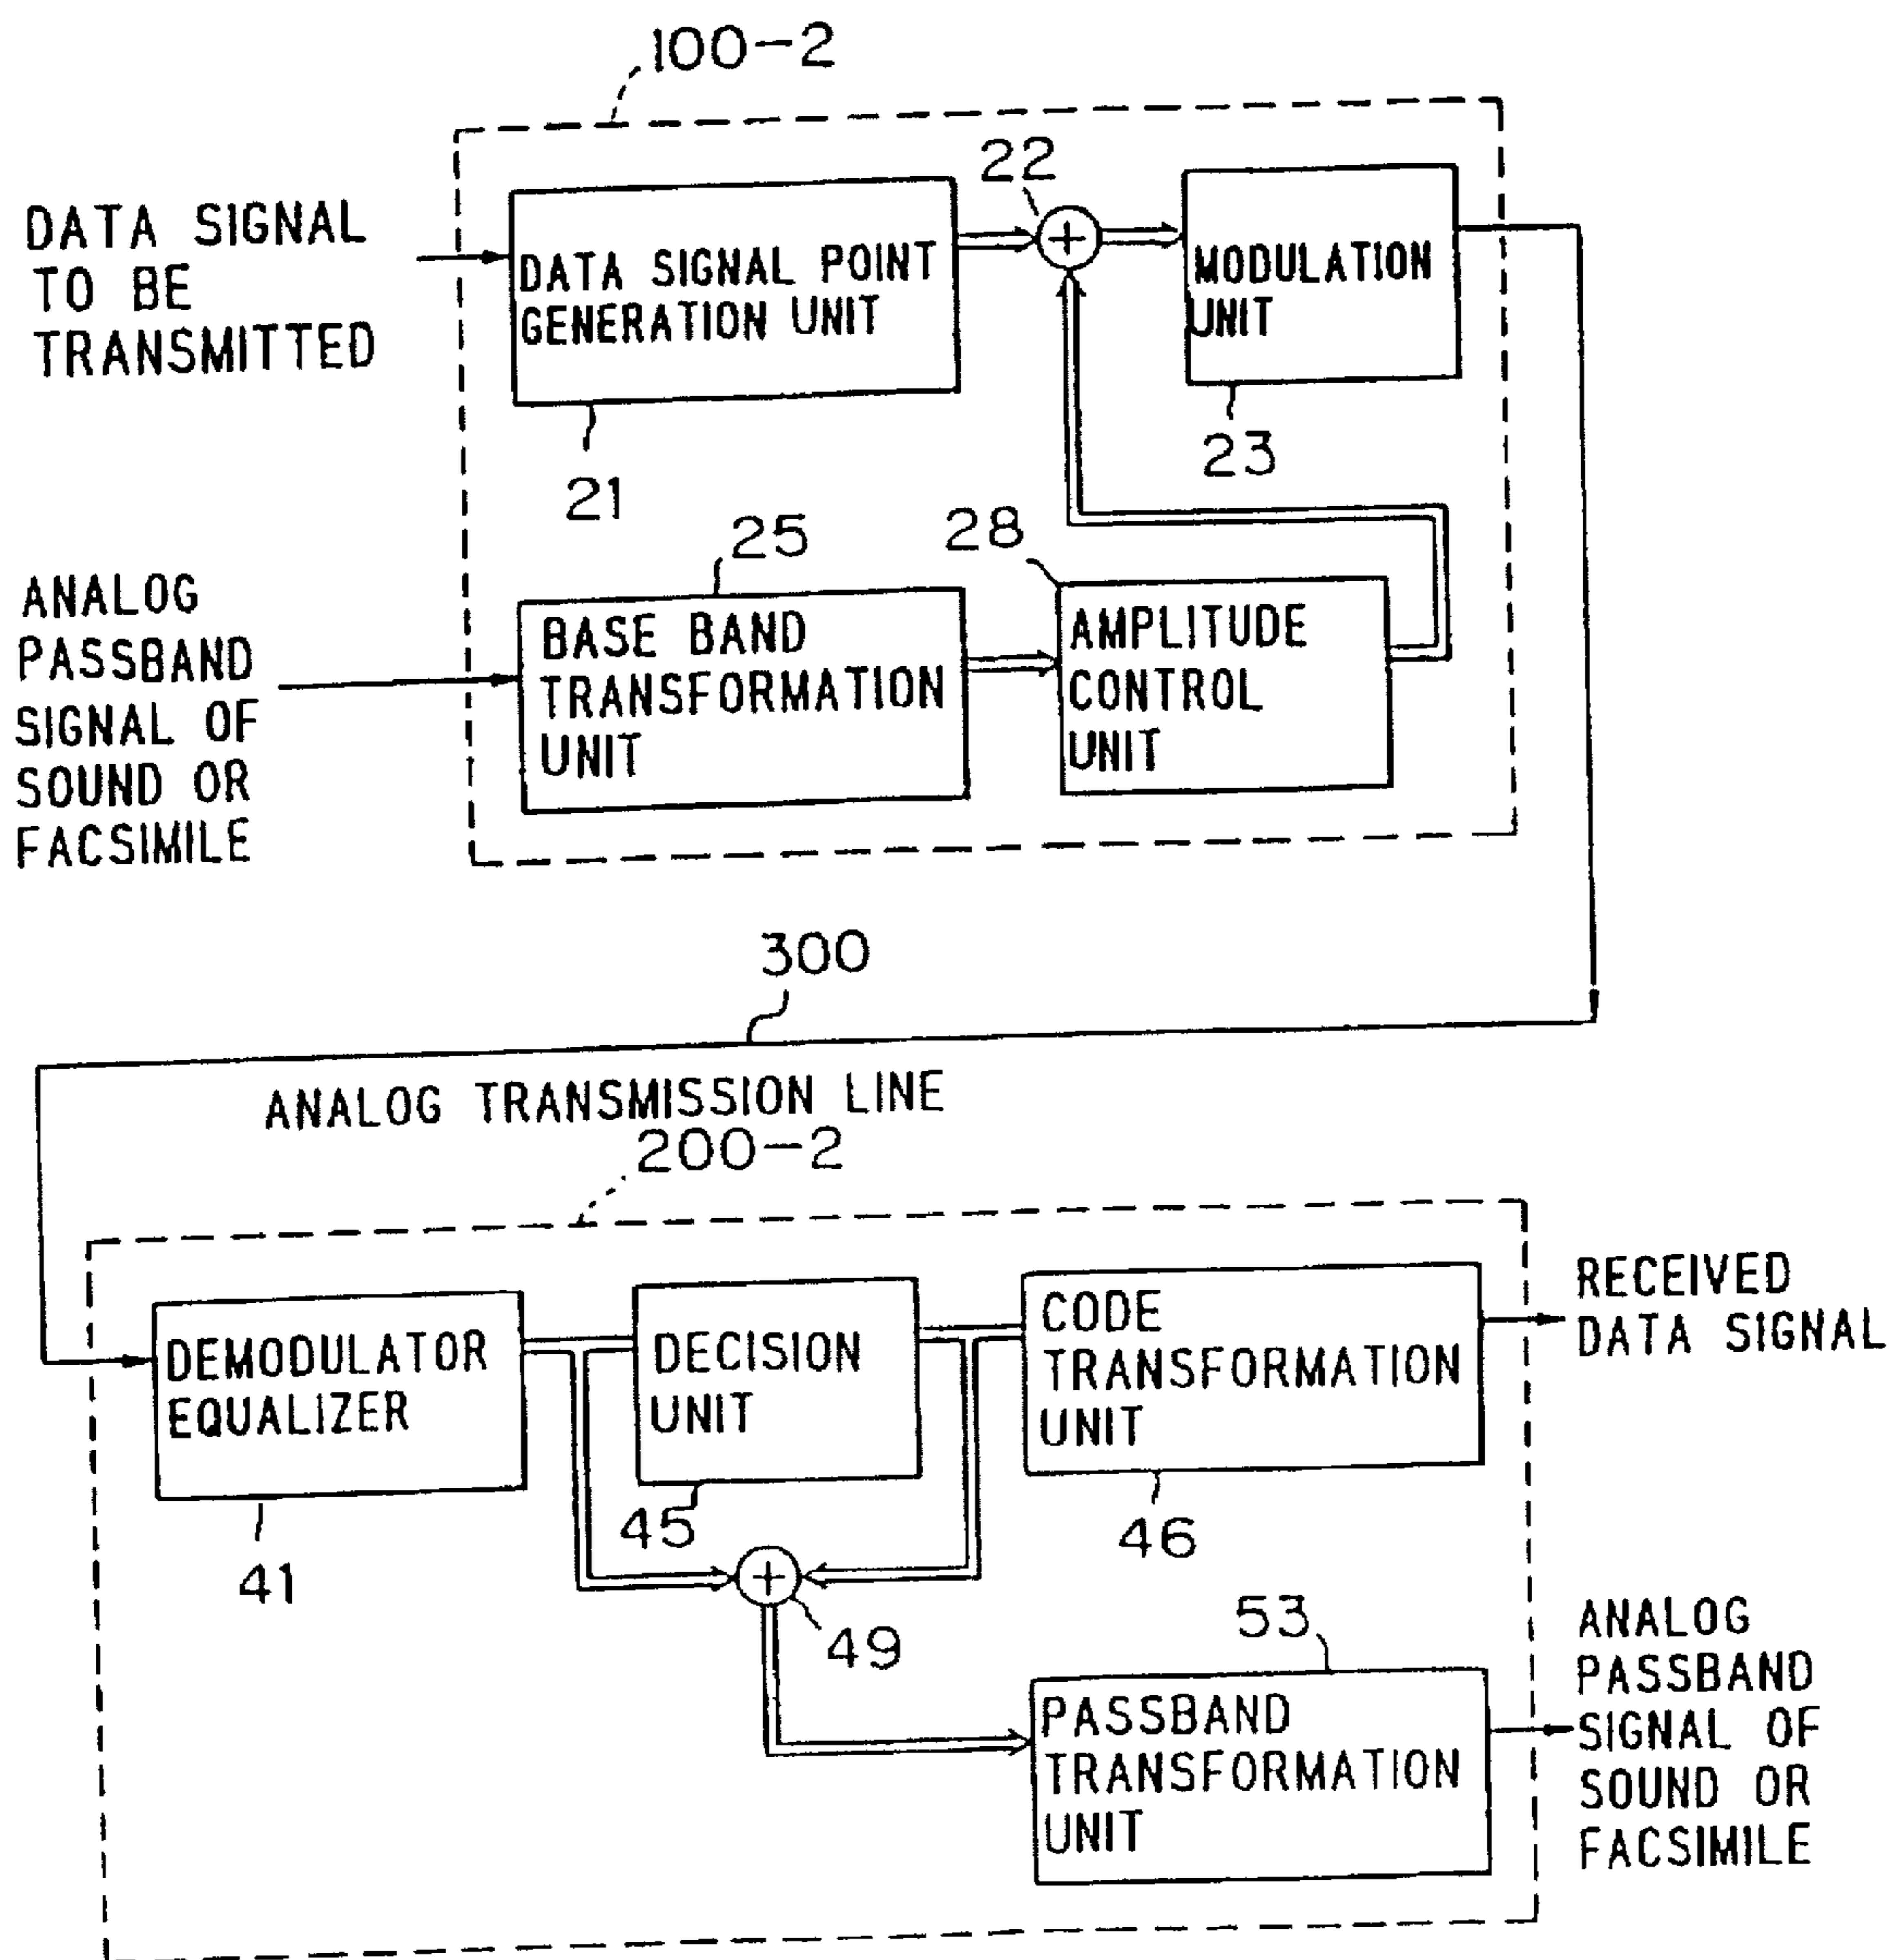 100-2
DATA SIGNAL
TO BE
TRANSMITTED
DATA SIGNAL POINT
GENERATION UNIT
21
22
+
MODULATION
UNIT
23
ANALOG
PASSBAND
SIGNAL OF
SOUND OR
FACSIMILE
25
BASE BAND
TRANSFORMATION
UNIT
28
AMPLITUDE
CONTROL
UNIT
300
ANALOG TRANSMISSION LINE
200-2
DEMODULATOR
EQUALIZER
41
DECISION
UNIT
45
CODE
TRANSFORMATION
UNIT
46
RECEIVED
DATA SIGNAL
+
49
53
PASSBAND
TRANSFORMATION
UNIT
ANALOG
PASSBAND
SIGNAL OF
SOUND OR
FACSIMILE